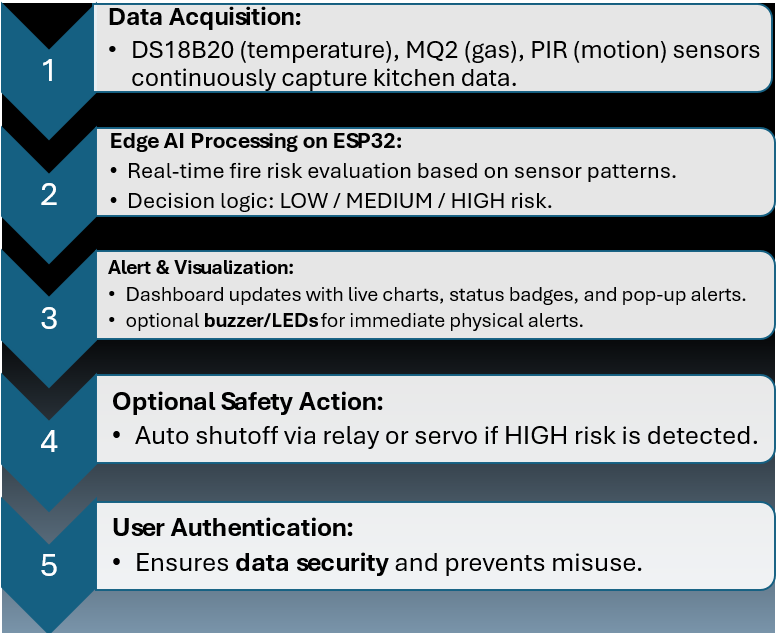 1
Data Acquisition:
• DS18B20 (temperature), MQ2 (gas), PIR (motion) sensors
continuously capture kitchen data.
2
Edge AI Processing on ESP32:
• Real-time fire risk evaluation based on sensor patterns.
• Decision logic: LOW / MEDIUM / HIGH risk.
3
Alert & Visualization:
• Dashboard updates with live charts, status badges, and pop-up alerts.
• optional buzzer/LEDs for immediate physical alerts.
4
Optional Safety Action:
• Auto shutoff via relay or servo if HIGH risk is detected.
5
User Authentication:
• Ensures data security and prevents misuse.